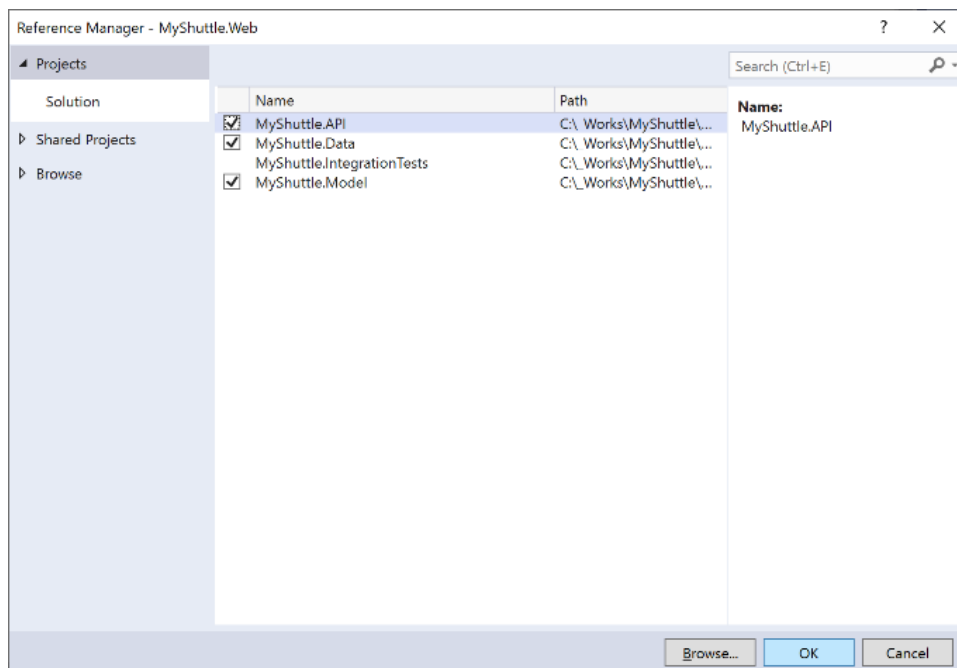 Reference Manager - MyShuttle.Web
?
Projects
Solution
Shared Projects
Browse
Search (Ctrl+E)
Name Path
MyShuttle.API C:\_Works\MyShuttle\...
MyShuttle.Data C:\_Works\MyShuttle\...
MyShuttle.IntegrationTests C:\_Works\MyShuttle\...
MyShuttle.Model C:\_Works\MyShuttle\...
Name:
MyShuttle.API
Browse... OK Cancel